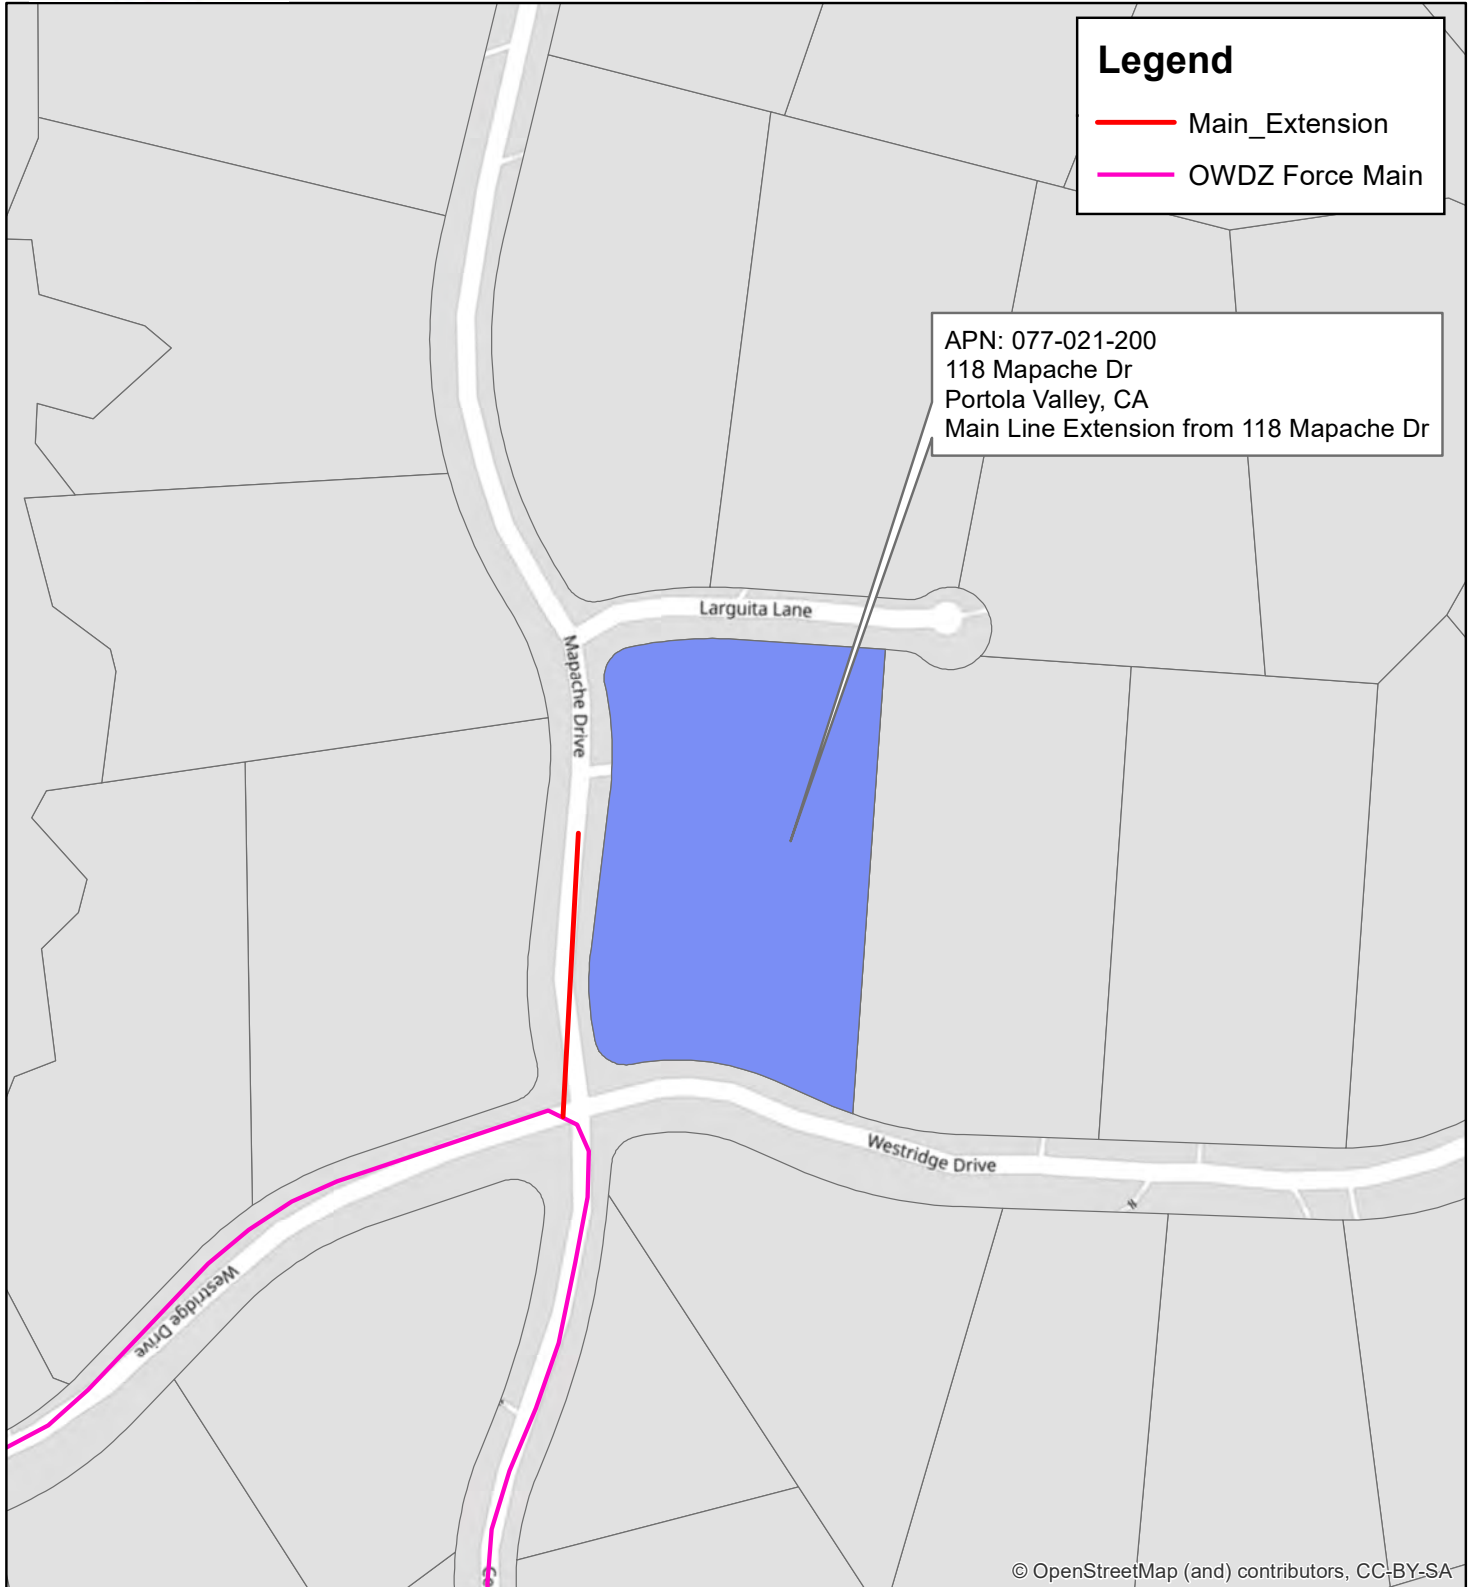 Legend
Main_Extension
OWDZ Force Main
APN: 077-021-200
118 Mapache Dr
Portola Valley, CA
Main Line Extension from 118 Mapache Dr
Larguita Lane
Mapache Drive
Westridge Drive
Westridge Drive
© OpenStreetMap (and) contributors, CC-BY-SA